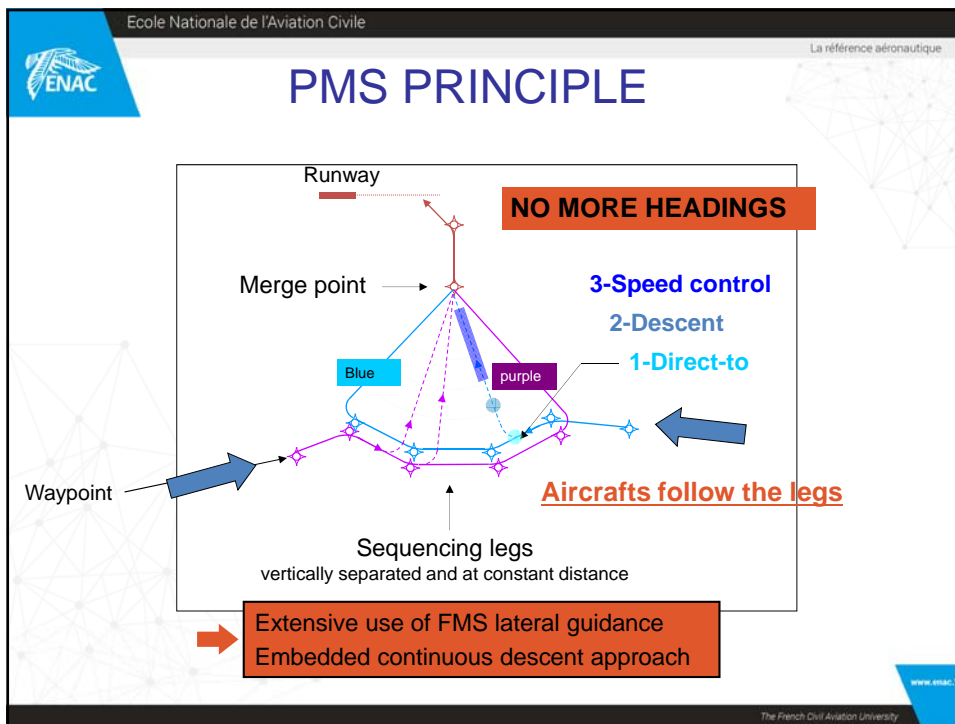 Ecole Nationale de l'Aviation Civile
La référence aéronautique
ENAC
PMS PRINCIPLE
Runway
NO MORE HEADINGS
Merge point
3-Speed control
2-Descent
1-Direct-to
Blue
purple
Waypoint
Aircrafts follow the legs
Sequencing legs
vertically separated and at constant distance
Extensive use of FMS lateral guidance
Embedded continuous descent approach
www.enac.
The French Civil Aviation University